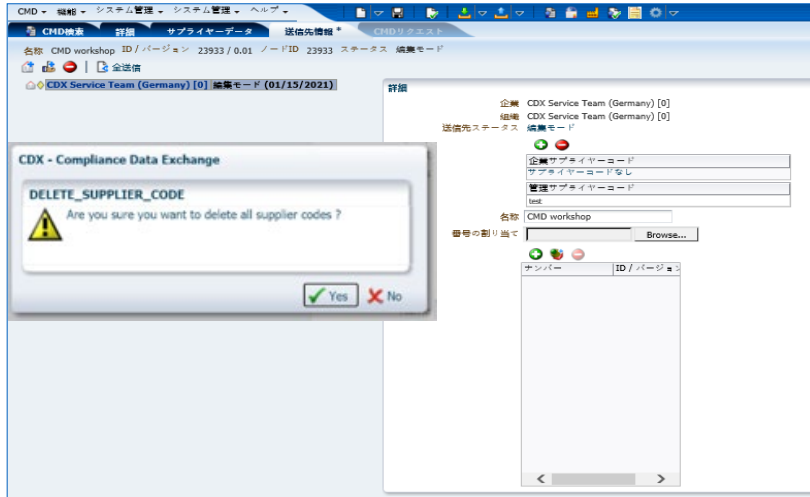 CMD 機能 システム管理 システム管理 ヘルプ
CMD検索 詳細 サプライヤーデータ 送信先情報 * CMDリクエスト
名称 CMD workshop ID / バージョン 23933 / 0.01 ノードID 23933 ステータス 編集モード
全送信
CDX Service Team (Germany) [0] 編集モード (01/15/2021)
詳細
企業 CDX Service Team (Germany) [0]
組織 CDX Service Team (Germany) [0]
送信先ステータス 編集モード
企業サプライヤーコード
サプライヤーコードなし
管理サプライヤーコード
test
名称 CMD workshop
番号の割り当て Browse...
ナンバー ID / バージョン
CDX - Compliance Data Exchange
DELETE_SUPPLIER_CODE
Are you sure you want to delete all supplier codes ?
Yes No